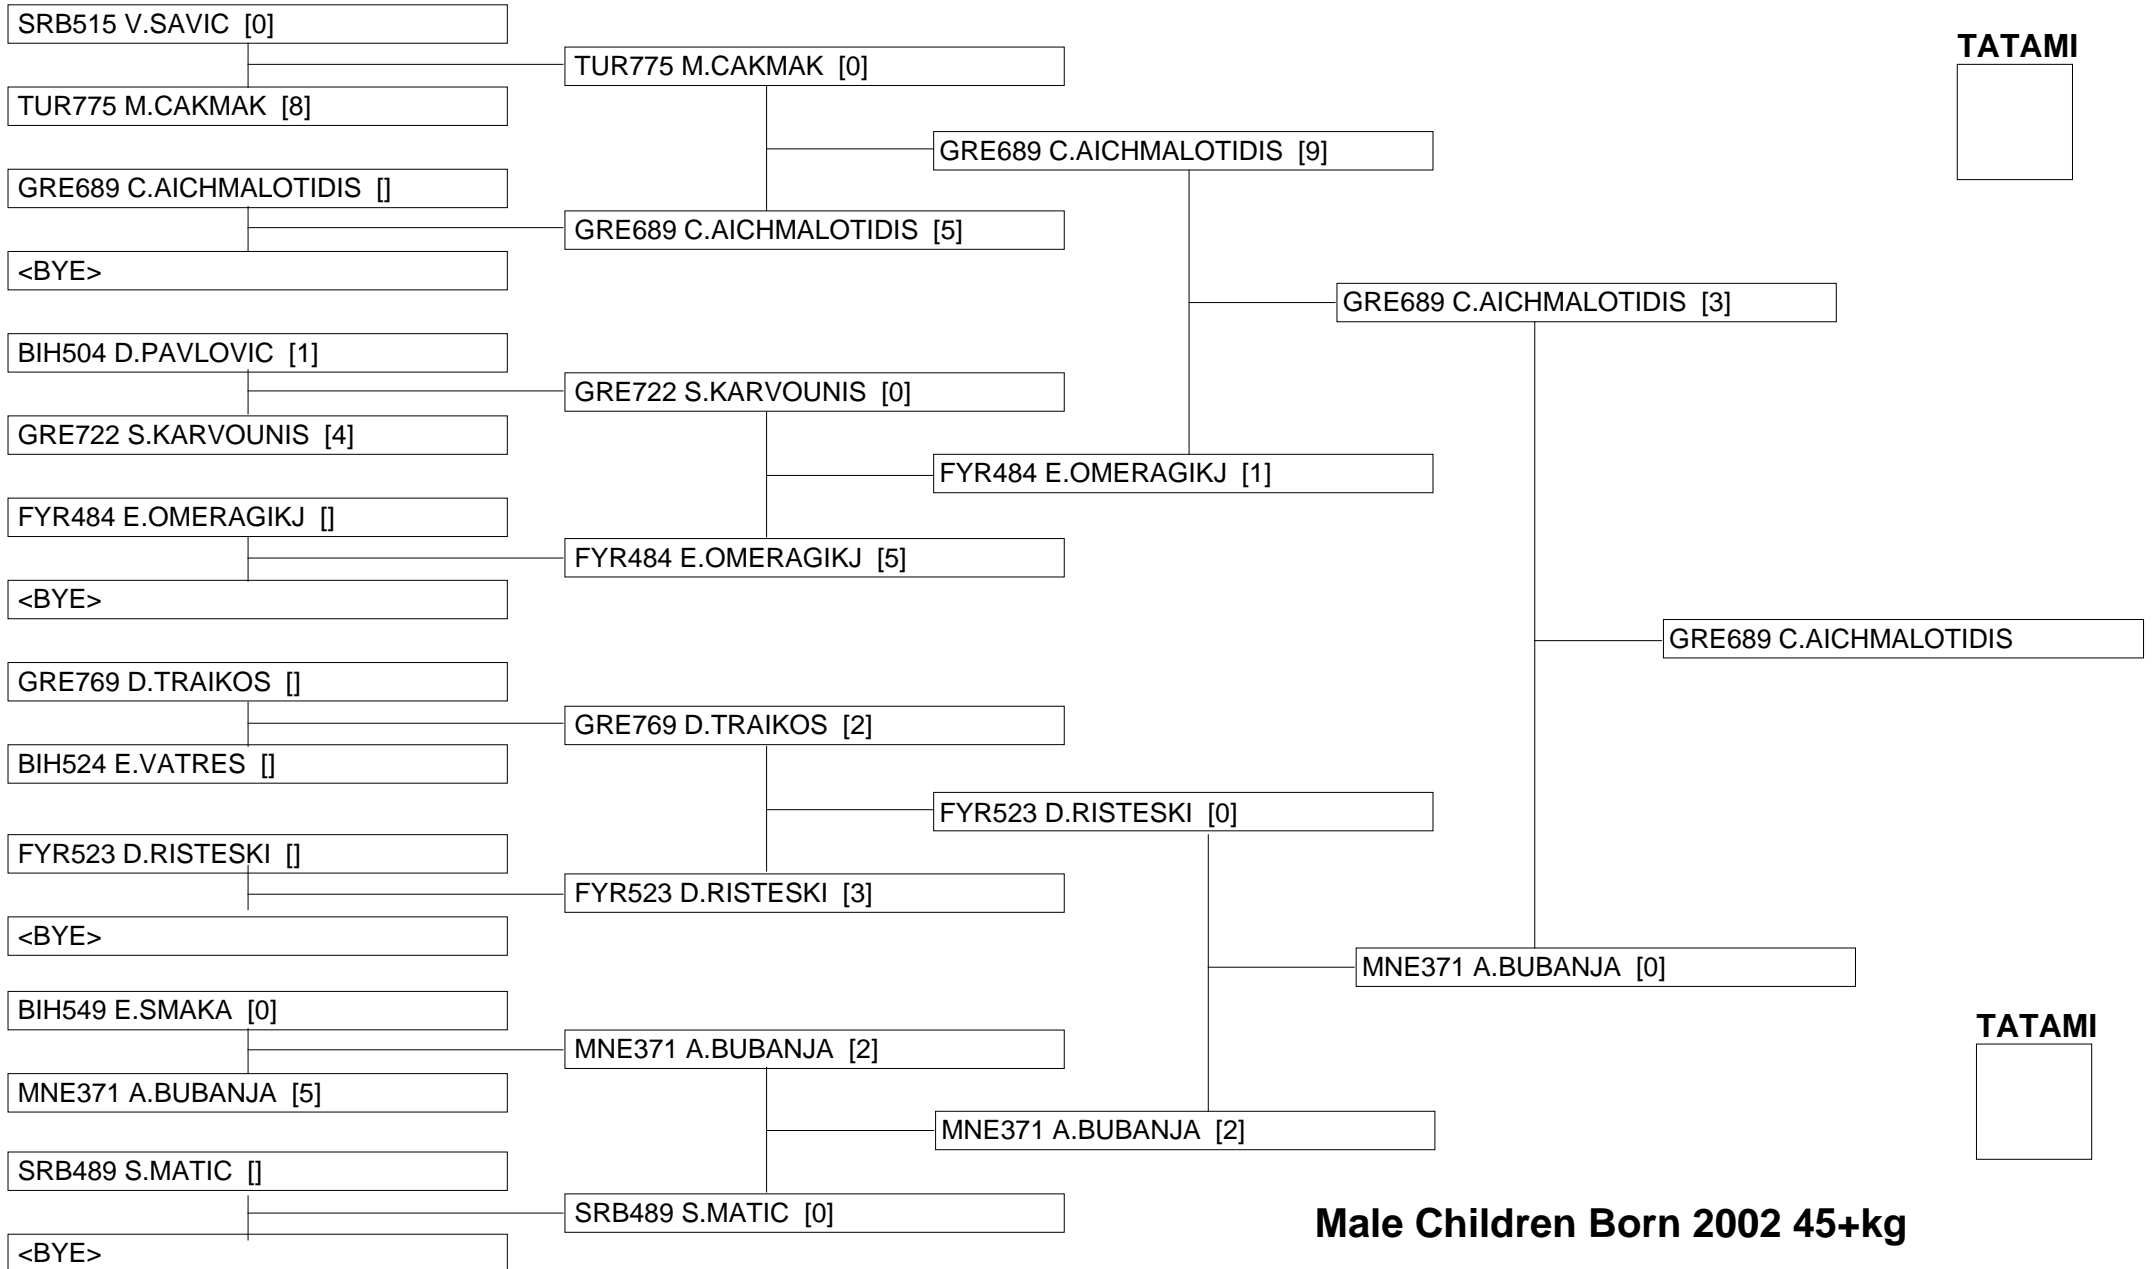 SRB515 V.SAVIC [0]
TUR775 M.CAKMAK [8]
GRE689 C.AICHMALOTIDIS []
<BYE>
BIH504 D.PAVLOVIC [1]
GRE722 S.KARVOUNIS [4]
FYR484 E.OMERAGIKJ []
<BYE>
GRE769 D.TRAIKOS []
BIH524 E.VATRES []
FYR523 D.RISTESKI []
<BYE>
BIH549 E.SMAKA [0]
MNE371 A.BUBANJA [5]
SRB489 S.MATIC []
<BYE>
TUR775 M.CAKMAK [0]
GRE689 C.AICHMALOTIDIS [5]
GRE722 S.KARVOUNIS [0]
FYR484 E.OMERAGIKJ [5]
GRE769 D.TRAIKOS [2]
FYR523 D.RISTESKI [3]
MNE371 A.BUBANJA [2]
SRB489 S.MATIC [0]
GRE689 C.AICHMALOTIDIS [9]
FYR484 E.OMERAGIKJ [1]
FYR523 D.RISTESKI [0]
MNE371 A.BUBANJA [2]
GRE689 C.AICHMALOTIDIS [3]
MNE371 A.BUBANJA [0]
GRE689 C.AICHMALOTIDIS
TATAMI
TATAMI
Male Children Born 2002 45+kg